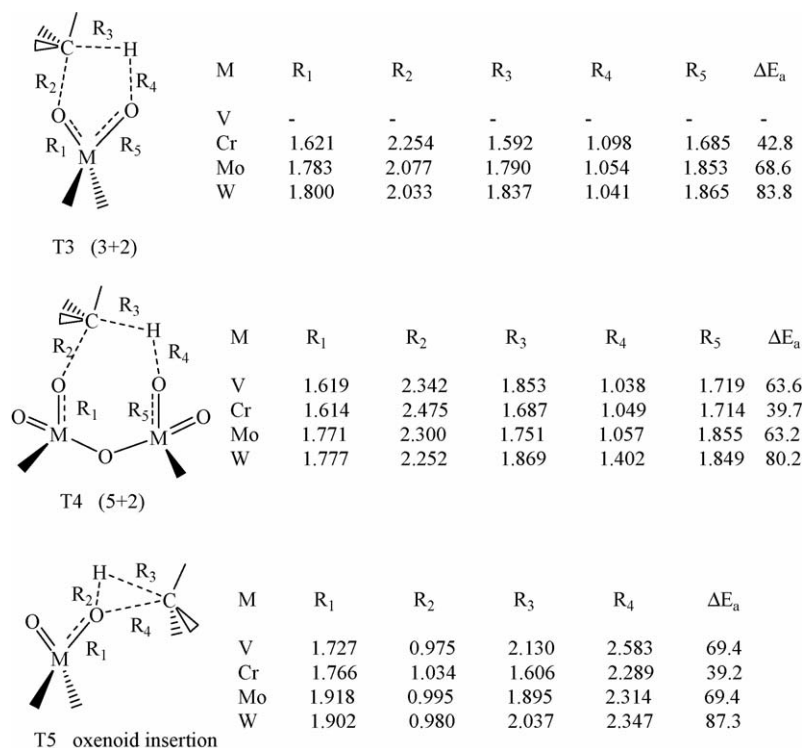 R3
C H
R2 R4
O O
R1 M R5
T3 (3+2)
M R1 R2 R3 R4 R5 ΔEa
V - - - - - -
Cr 1.621 2.254 1.592 1.098 1.685 42.8
Mo 1.783 2.077 1.790 1.054 1.853 68.6
W 1.800 2.033 1.837 1.041 1.865 83.8
R3
C H
R2 R4
O O
O R1 R5 O
M M
O
T4 (5+2)
M R1 R2 R3 R4 R5 ΔEa
V 1.619 2.342 1.853 1.038 1.719 63.6
Cr 1.614 2.475 1.687 1.049 1.714 39.7
Mo 1.771 2.300 1.751 1.057 1.855 63.2
W 1.777 2.252 1.869 1.402 1.849 80.2
H R3
R2 C
O O R4
M R1
T5 oxenoid insertion
M R1 R2 R3 R4 ΔEa
V 1.727 0.975 2.130 2.583 69.4
Cr 1.766 1.034 1.606 2.289 39.2
Mo 1.918 0.995 1.895 2.314 69.4
W 1.902 0.980 2.037 2.347 87.3